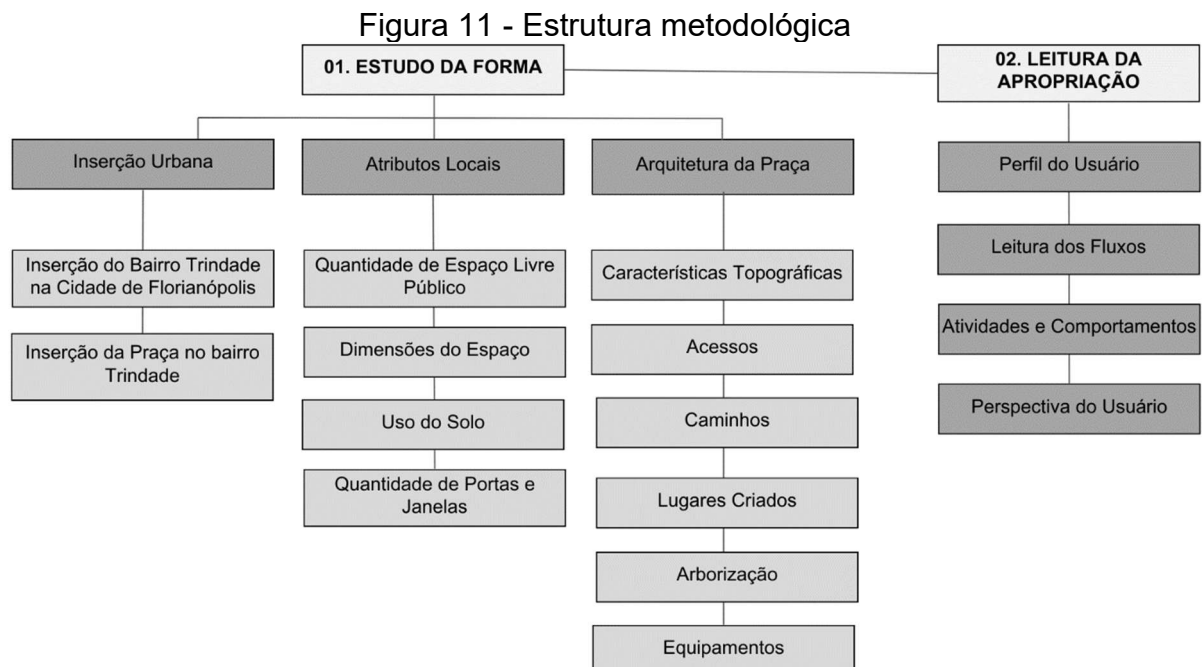 Figura 11 - Estrutura metodológica
01. ESTUDO DA FORMA
02. LEITURA DA
APROPRIAÇÃO
Inserção Urbana
Atributos Locais
Arquitetura da Praça
Perfil do Usuário
Inserção do Bairro Trindade
na Cidade de Florianópolis
Inserção da Praça no bairro
Trindade
Quantidade de Espaço Livre
Público
Dimensões do Espaço
Uso do Solo
Quantidade de Portas e
Janelas
Características Topográficas
Acessos
Caminhos
Lugares Criados
Arborização
Equipamentos
Leitura dos Fluxos
Atividades e Comportamentos
Perspectiva do Usuário